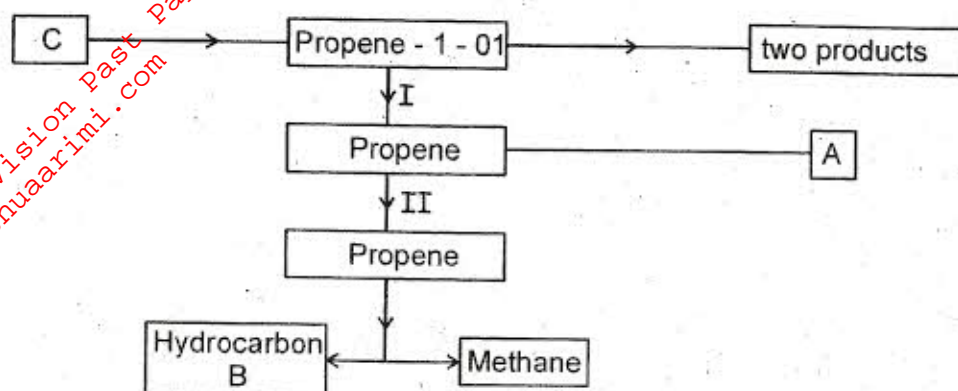 C
Propene - 1 - 01
two products
I
Propene
A
II
Propene
Hydrocarbon
B
Methane